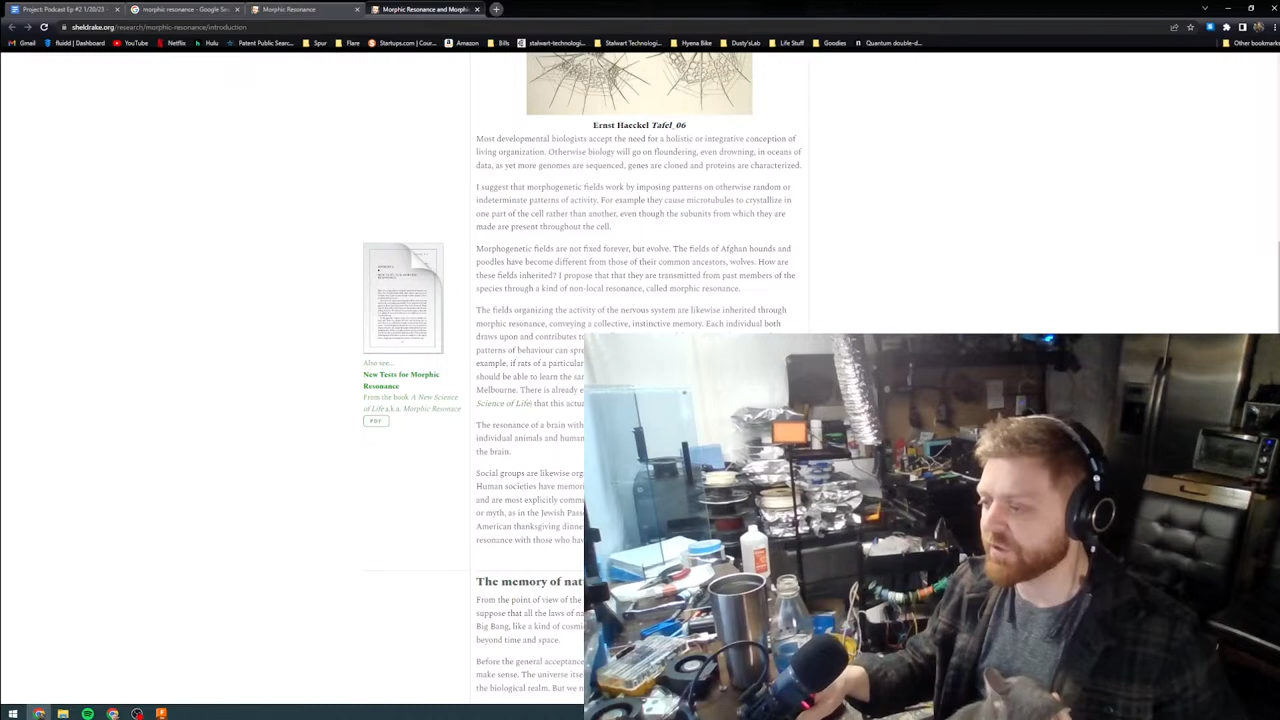 Project: Podcast Ep #2 1/20/23 -
morphic resonance - Google Se
Morphic Resonance
Morphic Resonance and Morphi
sheldrake.org/research/morphic-resonance/introduction
Gmail
fluidd | Dashboard
YouTube
Netflix
Hulu
Patent Public Searc...
Spur
Flare
Startups.com | Cour...
Amazon
Bills
stalwart-technologi...
Stalwart Technologi...
Hyena Bike
Dusty'sLab
Life Stuff
Goodies
Quantum double-d...
Other bookmarks
Ernst Haeckel Tafel_06
Most developmental biologists accept the need for a holistic or integrative conception of
living organization. Otherwise biology will go on floundering, even drowning, in oceans of
data, as yet more genomes are sequenced, genes are cloned and proteins are characterized.
I suggest that morphogenetic fields work by imposing patterns on otherwise random or
indeterminate patterns of activity. For example they cause microtubules to crystallize in
one part of the cell rather than another, even though the subunits from which they are
made are present throughout the cell.
Morphogenetic fields are not fixed forever, but evolve. The fields of Afghan hounds and
poodles have become different from those of their common ancestors, wolves. How are
these fields inherited? I propose that that they are transmitted from past members of the
species through a kind of non-local resonance, called morphic resonance.
The fields organizing the activity of the nervous system are likewise inherited through
morphic resonance, conveying a collective, instinctive memory. Each individual both
draws upon and contributes to
patterns of behaviour can spre
example, if rats of a particular
should be able to learn the sa
Melbourne. There is already e
Science of Life) that this actua
The resonance of a brain with
individual animals and human
the brain.
Social groups are likewise org
Human societies have memori
and are most explicitly commu
or myth, as in the Jewish Pass
American thanksgiving dinne
resonance with those who hav
Also see...
New Tests for Morphic
Resonance
From the book A New Science
of Life a.k.a. Morphic Resonace
PDF
The memory of nat
From the point of view of the
suppose that all the laws of na
Big Bang, like a kind of cosmic
beyond time and space.
Before the general acceptance
make sense. The universe itse
the biological realm. But we n